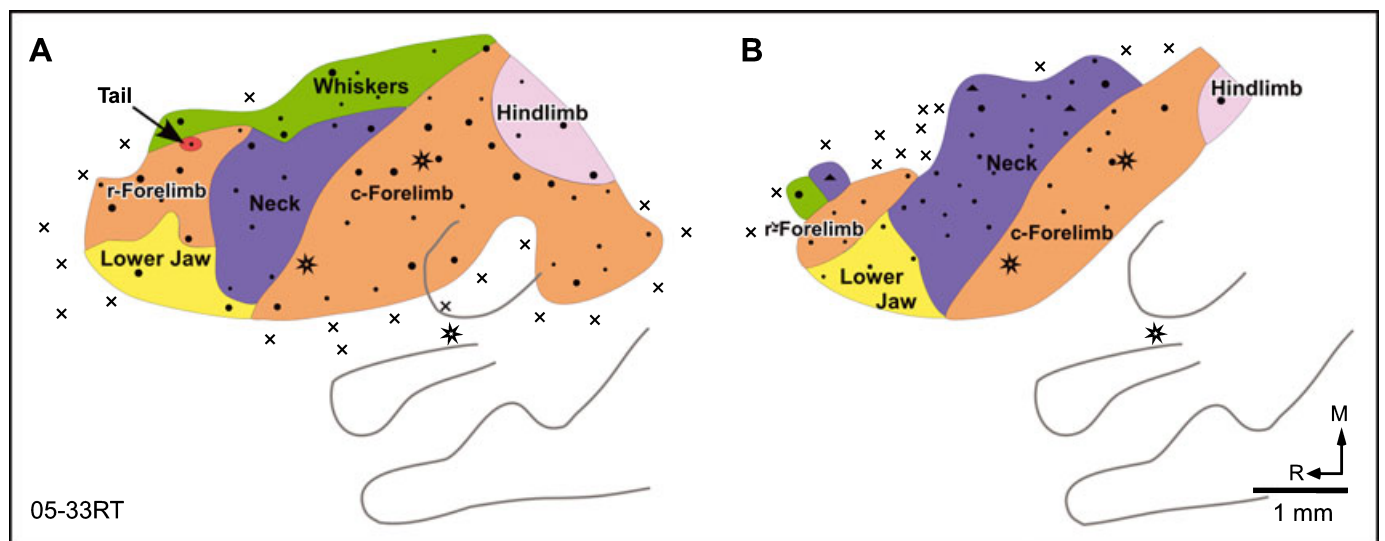 A
Whiskers
Tail
Hindlimb
r-Forelimb
c-Forelimb
Neck
Lower Jaw
05-33RT
B
Hindlimb
Neck
r-Forelimb
c-Forelimb
Lower
Jaw
M
R
1 mm